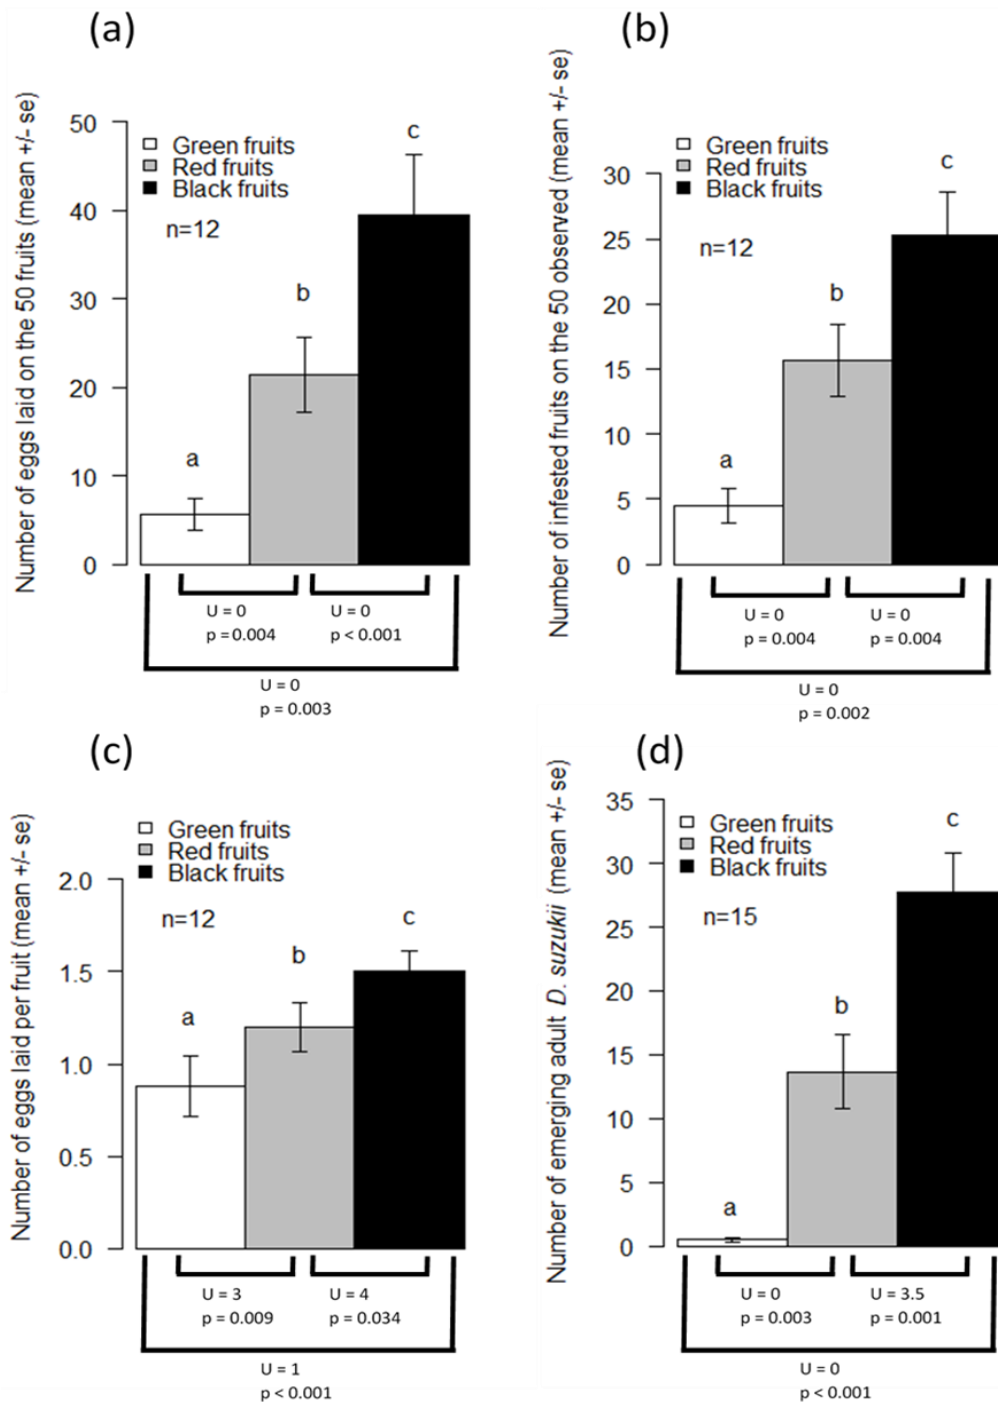 (a)
Number of eggs laid on the 50 fruits (mean +/- se)
50
40
30
20
10
0
Green fruits
Red fruits
Black fruits
n=12
a
b
c
U = 0
p = 0.004
U = 0
p < 0.001
U = 0
p = 0.003
(b)
Number of infested fruits on the 50 observed (mean +/- se)
30
25
20
15
10
5
0
Green fruits
Red fruits
Black fruits
n=12
a
b
c
U = 0
p = 0.004
U = 0
p = 0.004
U = 0
p = 0.002
(c)
Number of eggs laid per fruit (mean +/- se)
2.0
1.5
1.0
0.5
0.0
Green fruits
Red fruits
Black fruits
n=12
a
b
c
U = 3
p = 0.009
U = 4
p = 0.034
U = 1
p < 0.001
(d)
Number of emerging adult D. suzukii (mean +/- se)
35
30
25
20
15
10
5
0
Green fruits
Red fruits
Black fruits
n=15
a
b
c
U = 0
p = 0.003
U = 3.5
p = 0.001
U = 0
p < 0.001